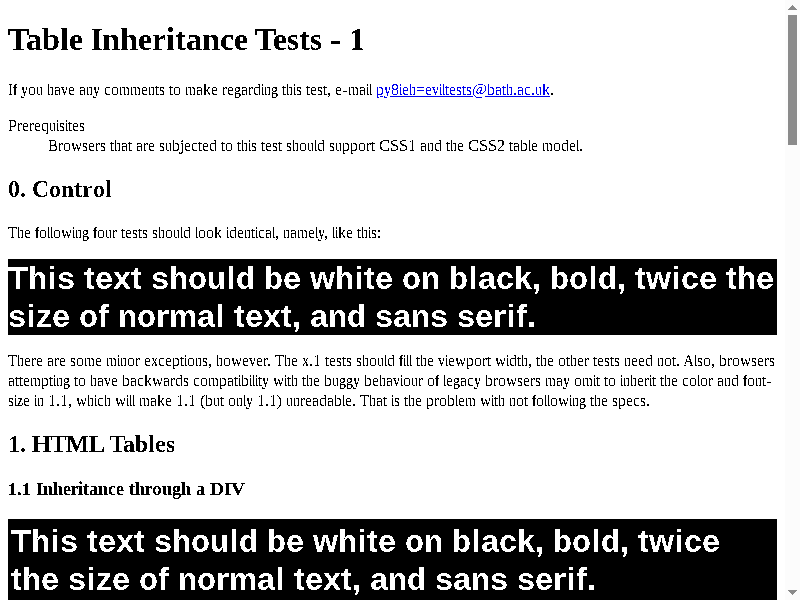 Table Inheritance Tests - 1
If you have any comments to make regarding this test, e-mail py8ieh=eviltests@bath.ac.uk.
Prerequisites
Browsers that are subjected to this test should support CSS1 and the CSS2 table model.
0. Control
The following four tests should look identical, namely, like this:
This text should be white on black, bold, twice the
size of normal text, and sans serif.
There are some minor exceptions, however. The x.1 tests should fill the viewport width, the other tests need not. Also, browsers
attempting to have backwards compatibility with the buggy behaviour of legacy browsers may omit to inherit the color and font-
size in 1.1, which will make 1.1 (but only 1.1) unreadable. That is the problem with not following the specs.
1. HTML Tables
1.1 Inheritance through a DIV
This text should be white on black, bold, twice
the size of normal text, and sans serif.